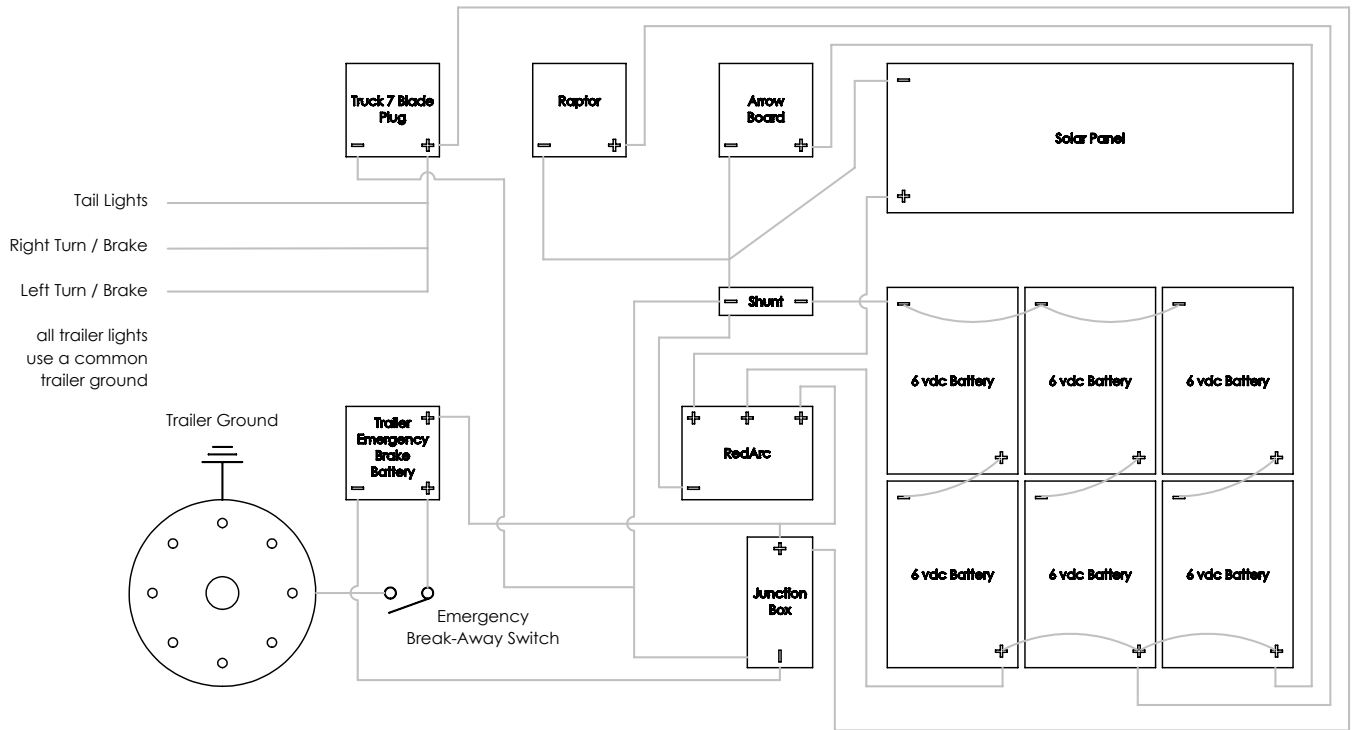 Truck 7 Blade
Plug
Raptor
Arrow
Board
Solar Panel
Tail Lights
Right Turn / Brake
Left Turn / Brake
all trailer lights
use a common
trailer ground
Shunt
6 vdc Battery
6 vdc Battery
6 vdc Battery
Trailer Ground
Trailer
Emergency
Brake
Battery
RedArc
6 vdc Battery
6 vdc Battery
6 vdc Battery
Junction
Box
Emergency
Break-Away Switch